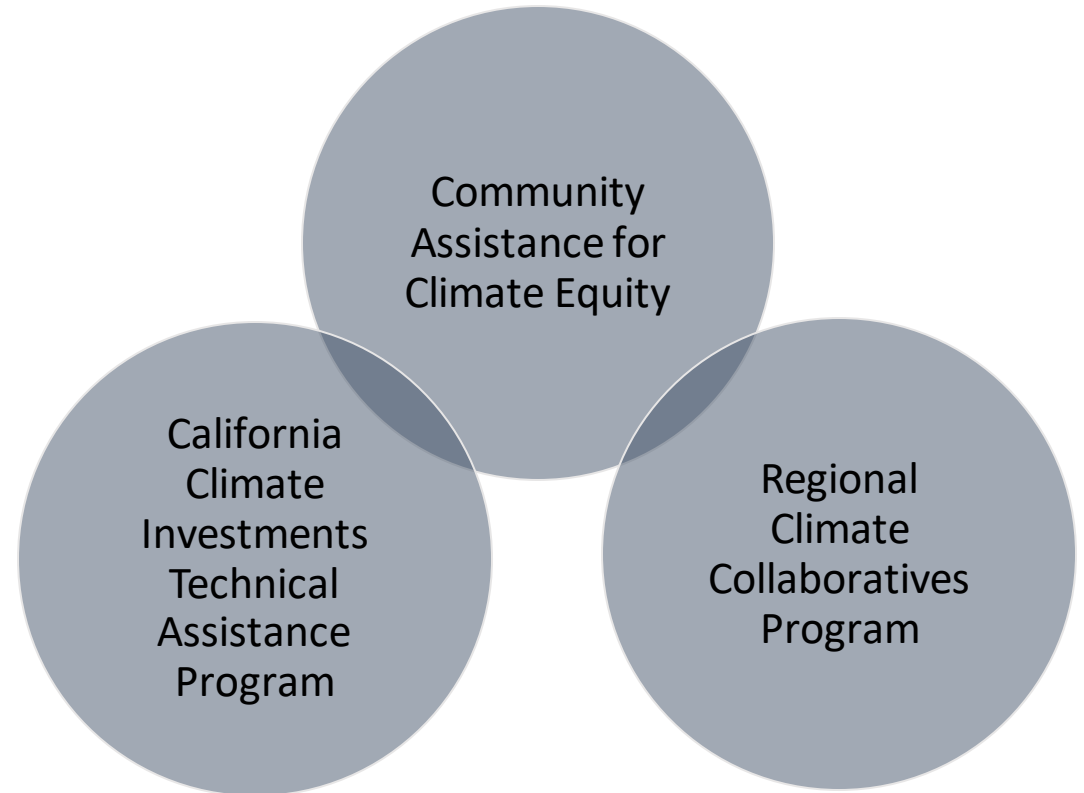 Community
Assistance for
Climate Equity
California
Climate
Investments
Technical
Assistance
Program
Regional
Climate
Collaboratives
Program